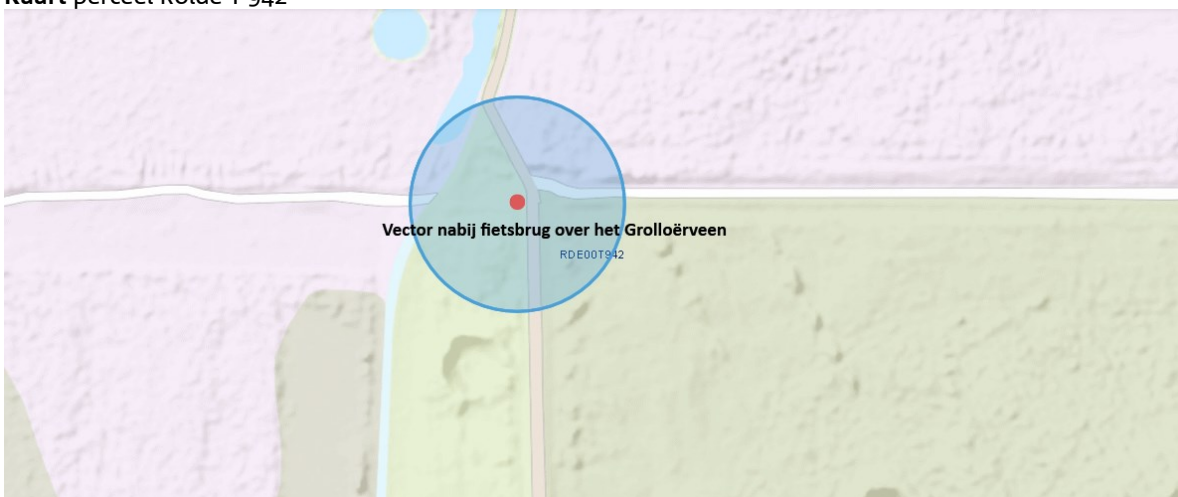 Kaart perceel Rolde T 942
Vector nabij fietsbrug over het Grolloërveen
RDE00T942